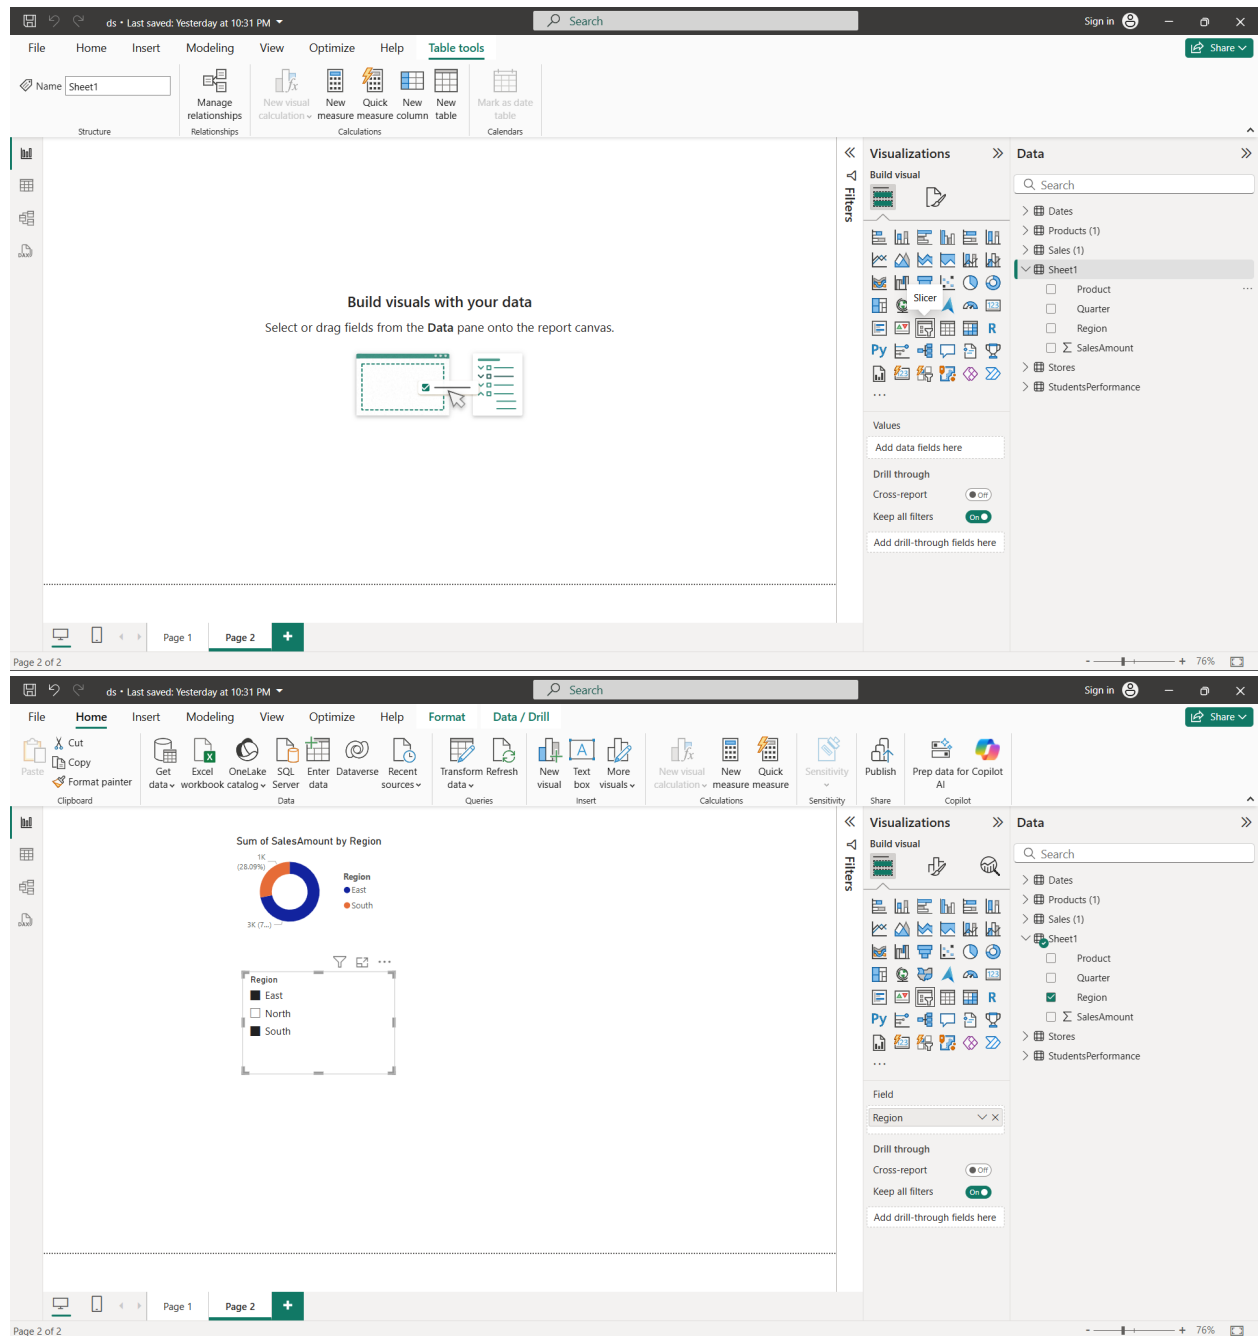 ds • Last saved: Yesterday at 10:31 PM
Search
Sign in
File Home Insert Modeling View Optimize Help Table tools
Share
Name Sheet1
Manage relationships
New visual calculation
New measure
Quick measure
New column
New table
Mark as date table
Structure Relationships Calculations Calendars
Filters
Visualizations
Build visual
Slicer
R
Py
123
...
Values
Add data fields here
Drill through
Cross-report Off
Keep all filters On
Add drill-through fields here
Data
Search
Dates
Products (1)
Sales (1)
Sheet1
Product ...
Quarter
Region
∑ SalesAmount
Stores
StudentsPerformance
Build visuals with your data
Select or drag fields from the Data pane onto the report canvas.
Page 1 Page 2 +
Page 2 of 2
- + 76%
ds • Last saved: Yesterday at 10:31 PM
Search
Sign in
File Home Insert Modeling View Optimize Help Format Data / Drill
Share
Paste
Cut
Copy
Format painter
Get data
Excel workbook
OneLake catalog
SQL Server
Enter data
Dataverse
Recent sources
Transform data
Refresh
New visual
Text box
More visuals
New visual calculation
New measure
Quick measure
Sensitivity
Publish
Prep data for AI
Copilot
Clipboard Data Queries Insert Calculations Sensitivity Share Copilot
Sum of SalesAmount by Region
1K
(28.09%)
3K (7...)
Region
East
South
...
Region
East
North
South
Filters
Visualizations
Build visual
123
R
Py
...
Field
Region
Drill through
Cross-report Off
Keep all filters On
Add drill-through fields here
Data
Search
Dates
Products (1)
Sales (1)
Sheet1
Product
Quarter
Region
∑ SalesAmount
Stores
StudentsPerformance
Page 1 Page 2 +
Page 2 of 2
- + 76%